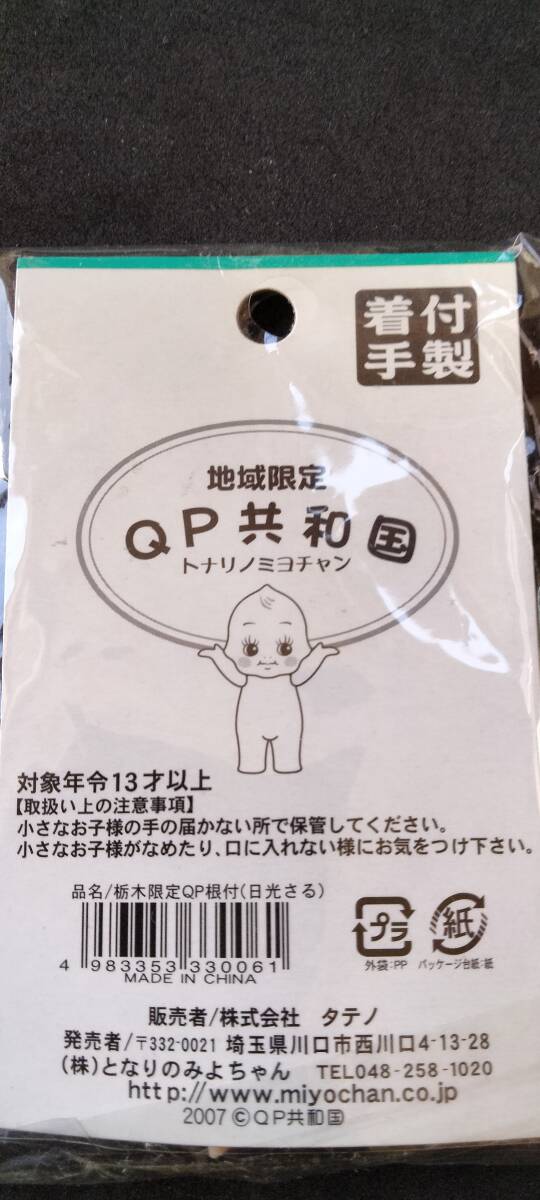 着付
手製
地域限定
QP共和国
トナリノミヨチャン
対象年令13才以上
【取扱い上の注意事項】
小さなお子様の手の届かない所で保管してください。
小さなお子様がなめたり、口に入れない様にお気をつけ下さい。
品名/栃木限定QP根付(日光さる)
4 983353 330061
MADE IN CHINA
プラ
外袋:PP
紙
パッケージ台紙:紙
販売者/株式会社 タテノ
発売者/〒332-0021 埼玉県川口市西川口4-13-28
(株)となりのみよちゃん TEL048-258-1020
http://www.miyochan.co.jp
2007 ©QP共和国